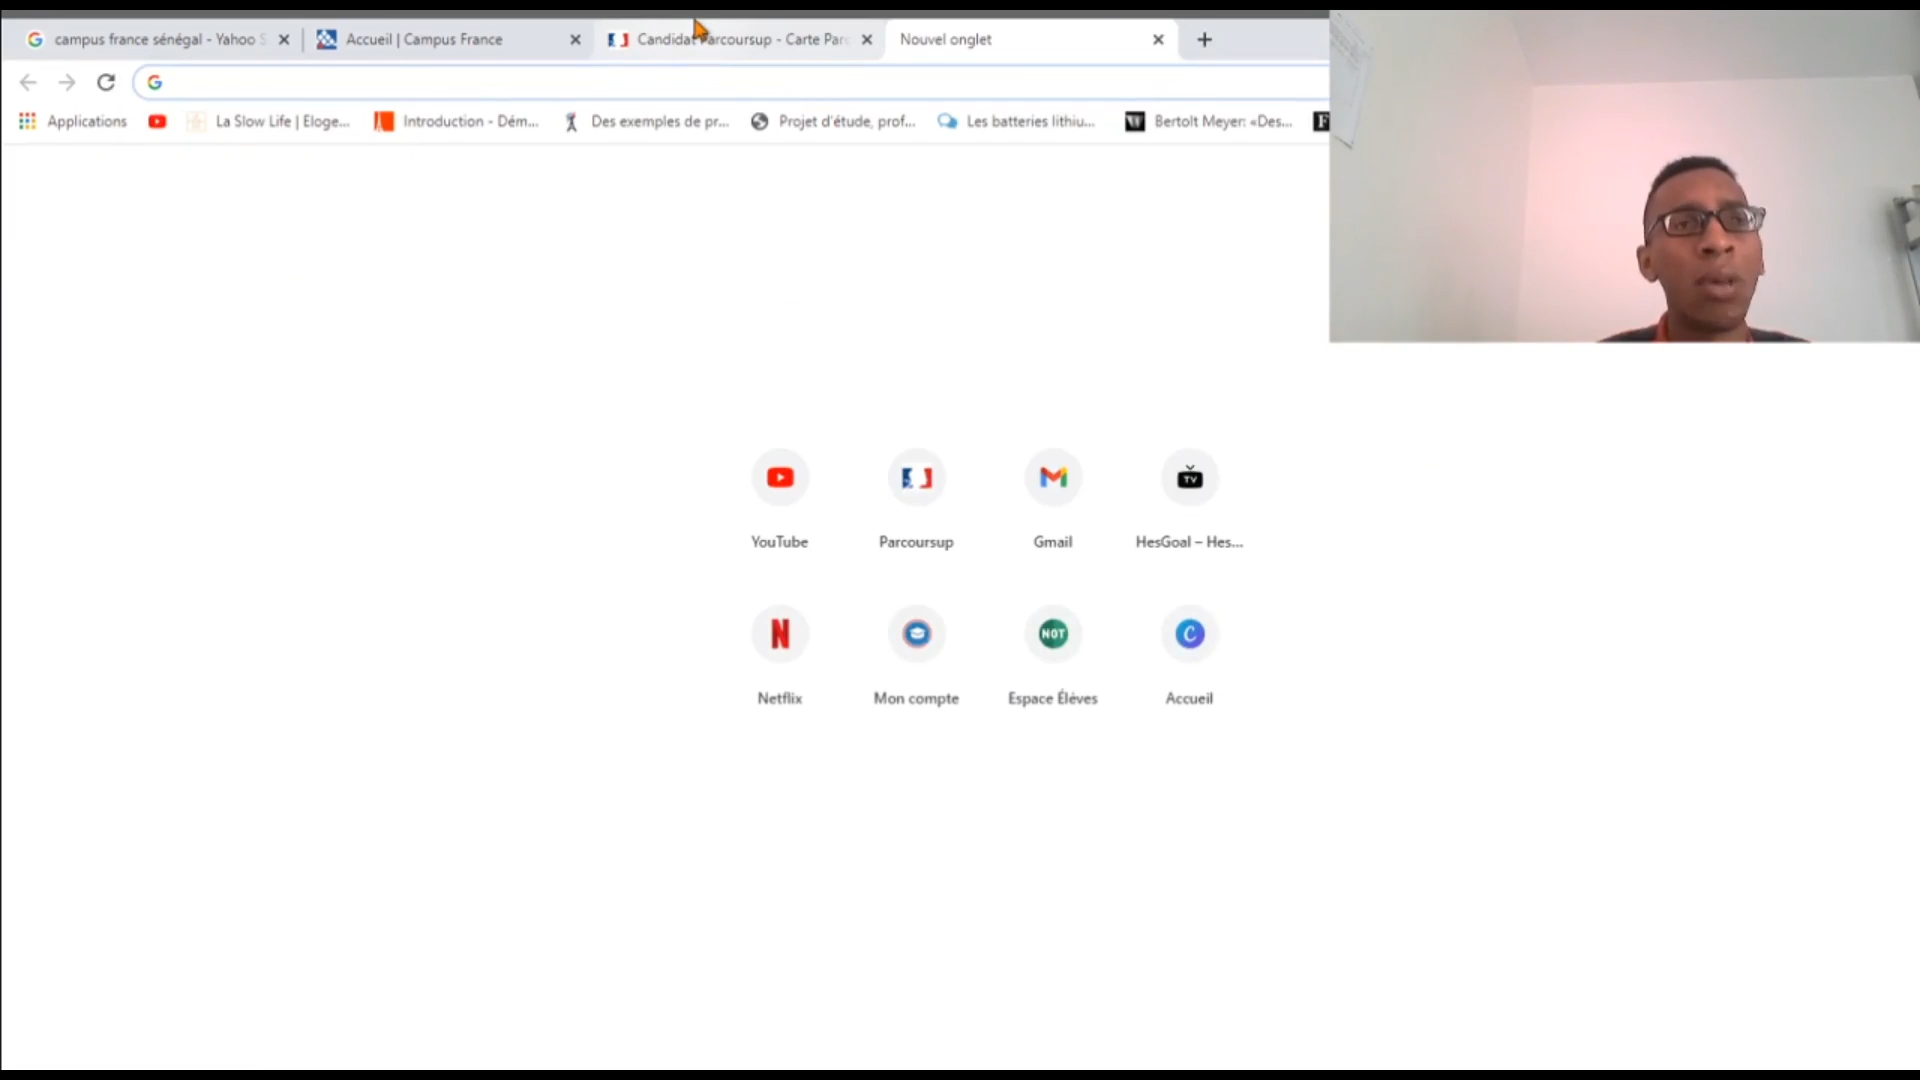 campus france sénégal - Yahoo S
Accueil | Campus France
Candidat Parcoursup - Carte Parc
Nouvel onglet
Applications
La Slow Life | Eloge...
Introduction - Dém...
Des exemples de pr...
Projet d'étude, prof...
Les batteries lithiu...
Bertolt Meyer: «Des...
YouTube
Parcoursup
Gmail
HesGoal – Hes...
Netflix
Mon compte
Espace Élèves
Accueil